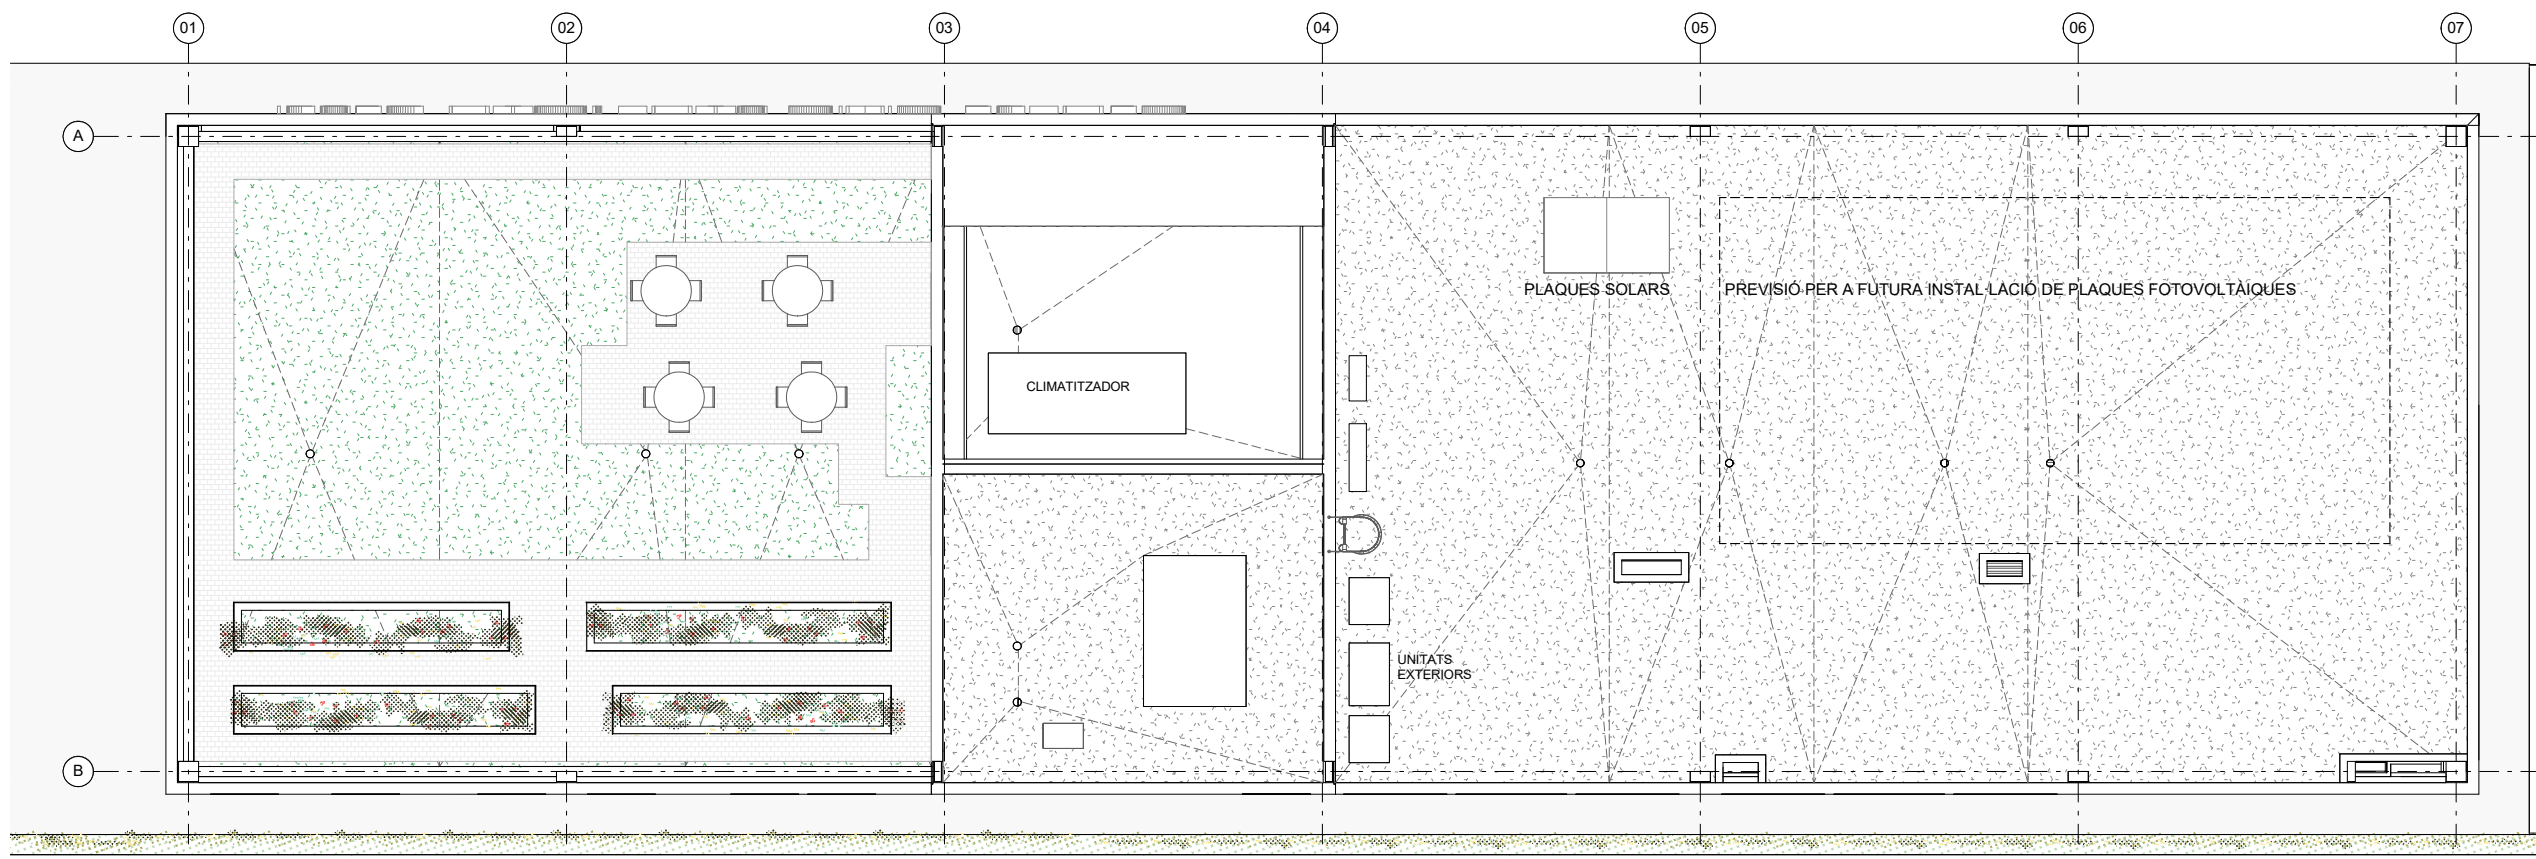 01
02
03
04
05
06
07
A
PLAQUES SOLARS
PREVISIÓ PER A FUTURA INSTAL·LACIÓ DE PLAQUES FOTOVOLTÀIQUES
CLIMATITZADOR
UNITATS
EXTERIORS
B